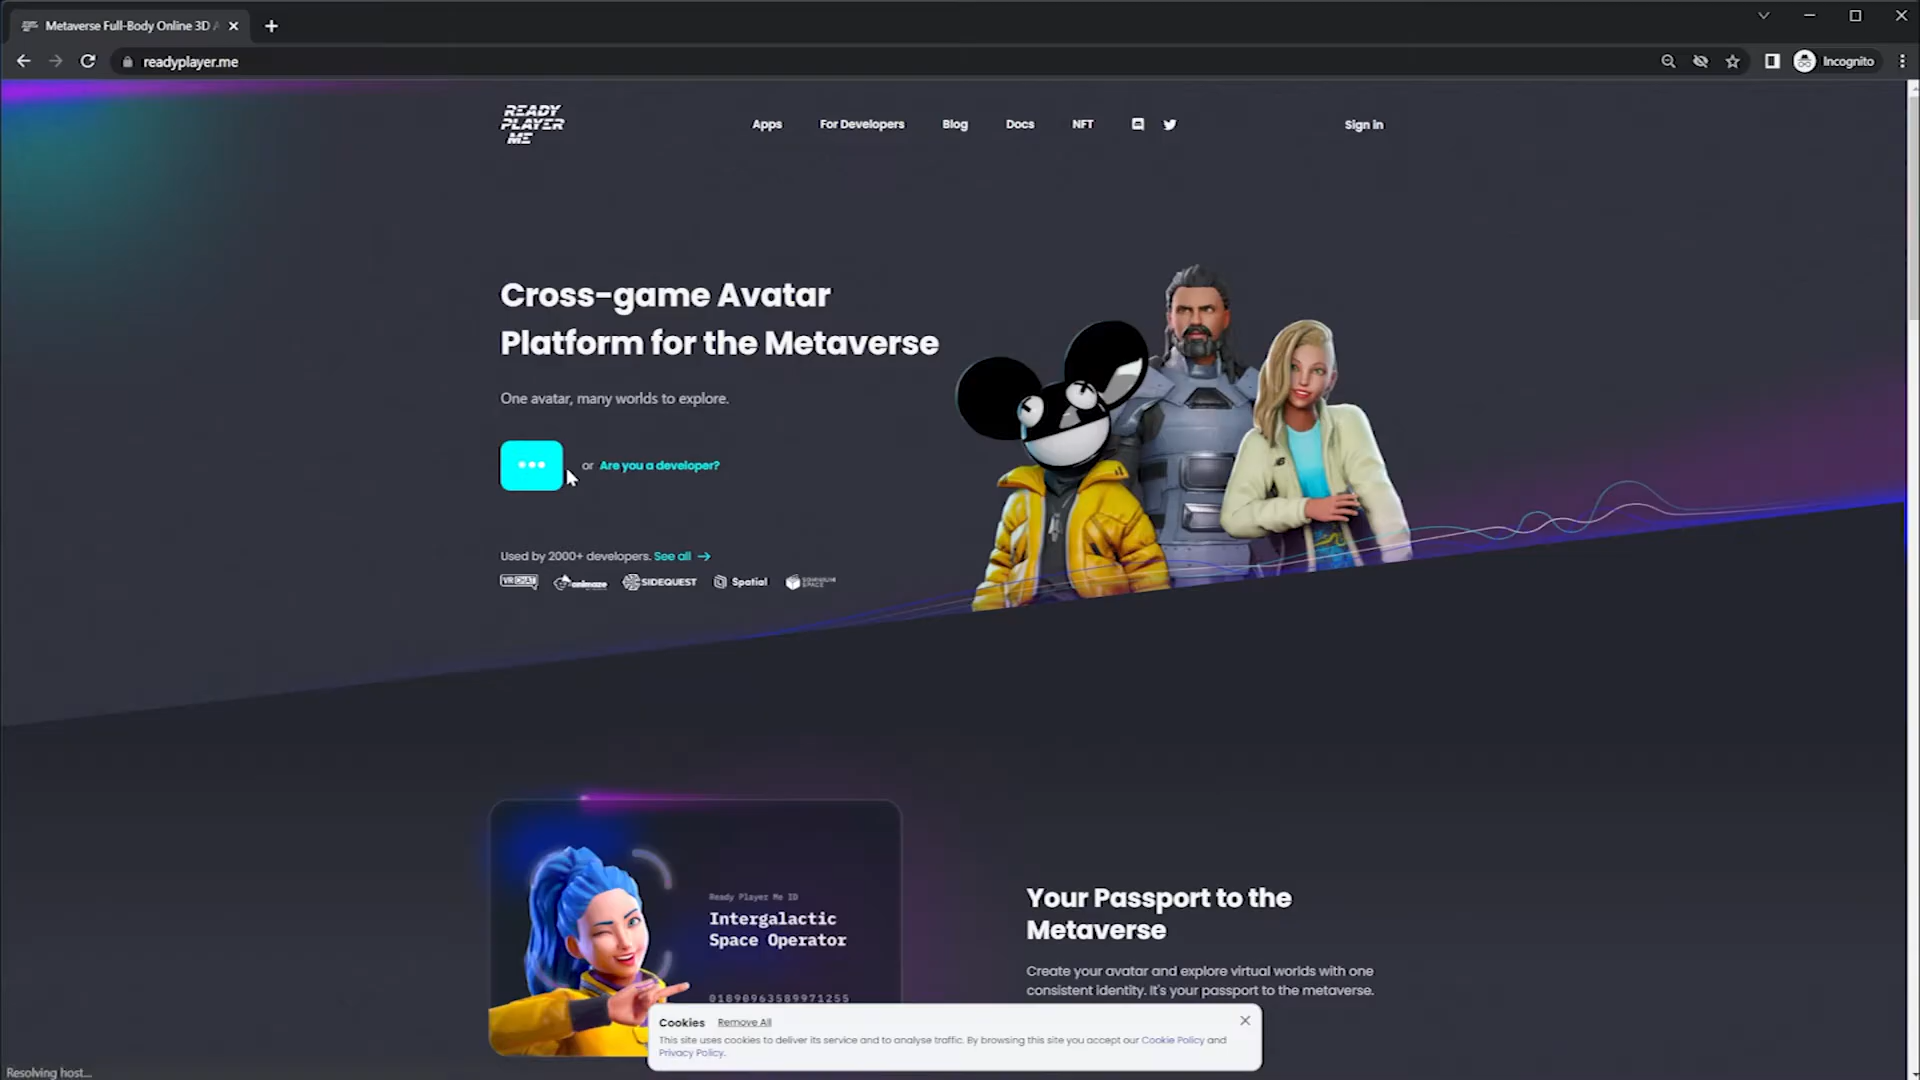 Metaverse Full-Body Online 3D A
readyplayer.me
Incognito
READY
PLAYER
ME
Apps
For Developers
Blog
Docs
NFT
Sign in
Cross-game Avatar
Platform for the Metaverse
One avatar, many worlds to explore.
or Are you a developer?
Used by 2000+ developers. See all →
VRCHAT animaze SIDEQUEST Spatial SOMNIUM SPACE
Ready Player Me ID
Intergalactic
Space Operator
01890963589971255
Your Passport to the
Metaverse
Create your avatar and explore virtual worlds with one
consistent identity. It's your passport to the metaverse.
Cookies Remove All
This site uses cookies to deliver its service and to analyse traffic. By browsing this site you accept our Cookie Policy and
Privacy Policy.
Resolving host...